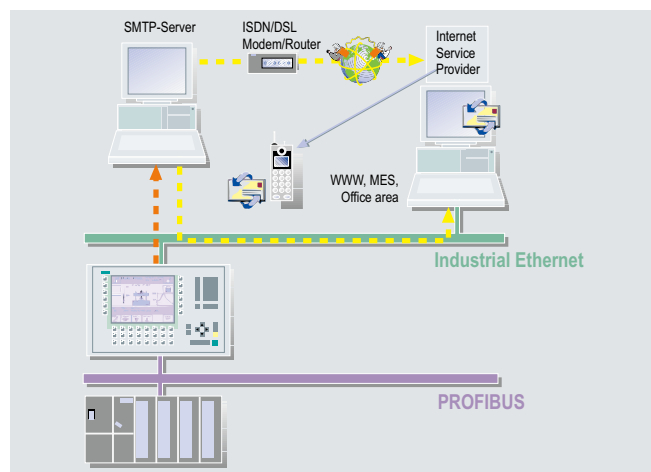 SMTP-Server
ISDN/DSL
Modem/Router
Internet
Service
Provider
WWW, MES,
Office area
Industrial Ethernet
PROFIBUS